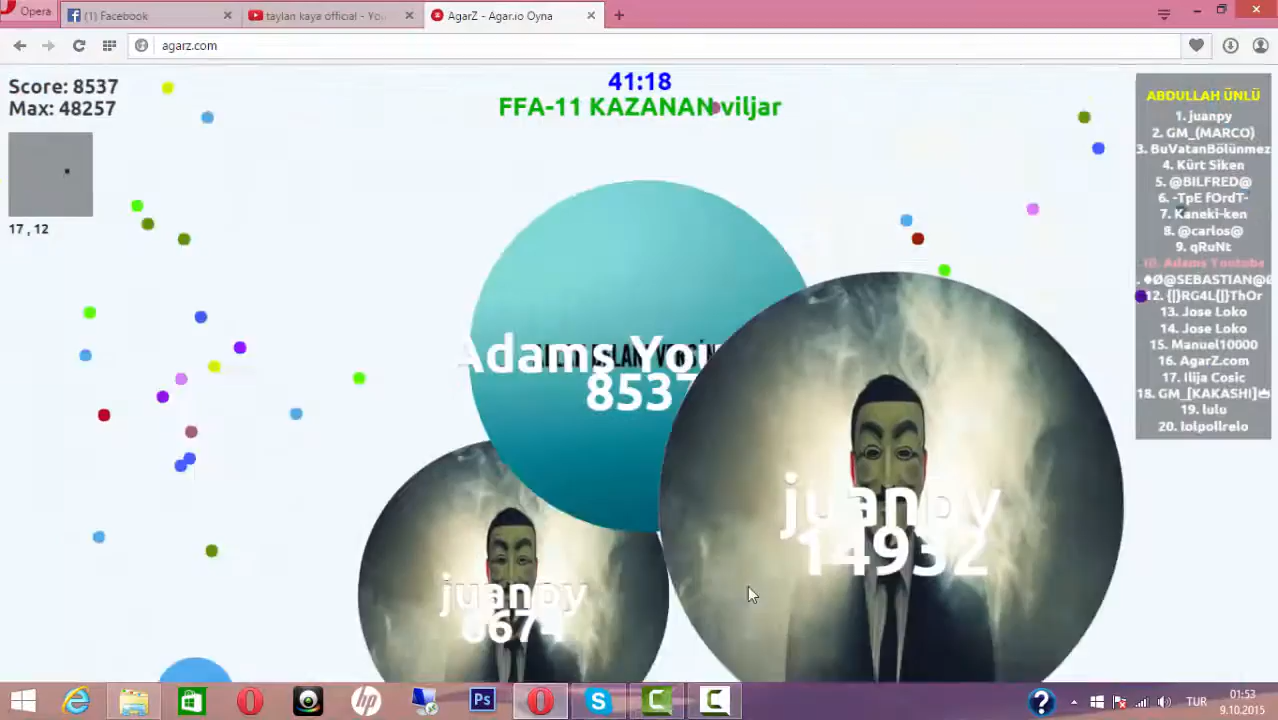 Opera
(1) Facebook
taylan kaya official - You
AgarZ - Agar.io Oyna
agarz.com
Score: 8537
Max: 48257
41:18
FFA-11 KAZANAN viljar
17 , 12
ABDULLAH ÜNLÜ
1. juanpy
2. GM_(MARCO)
3. BuVatanBölünmez
4. Kürt Siken
5. @BILFRED@
6. -TpE fOrdT-
7. Kaneki-ken
8. @carlos@
9. qRuNt
10. Adams Youtube
12. {|}RG4L{|}ThOr
13. Jose Loko
14. Jose Loko
15. Manuel10000
16. AgarZ.com
17. Ilija Cosic
18. GM_[KAKASHI]
19. lulu
20. lolpollrelo
Adams You
8537
juanpy
14932
juanpy
hp
Ps
TUR
01:53
9.10.2015